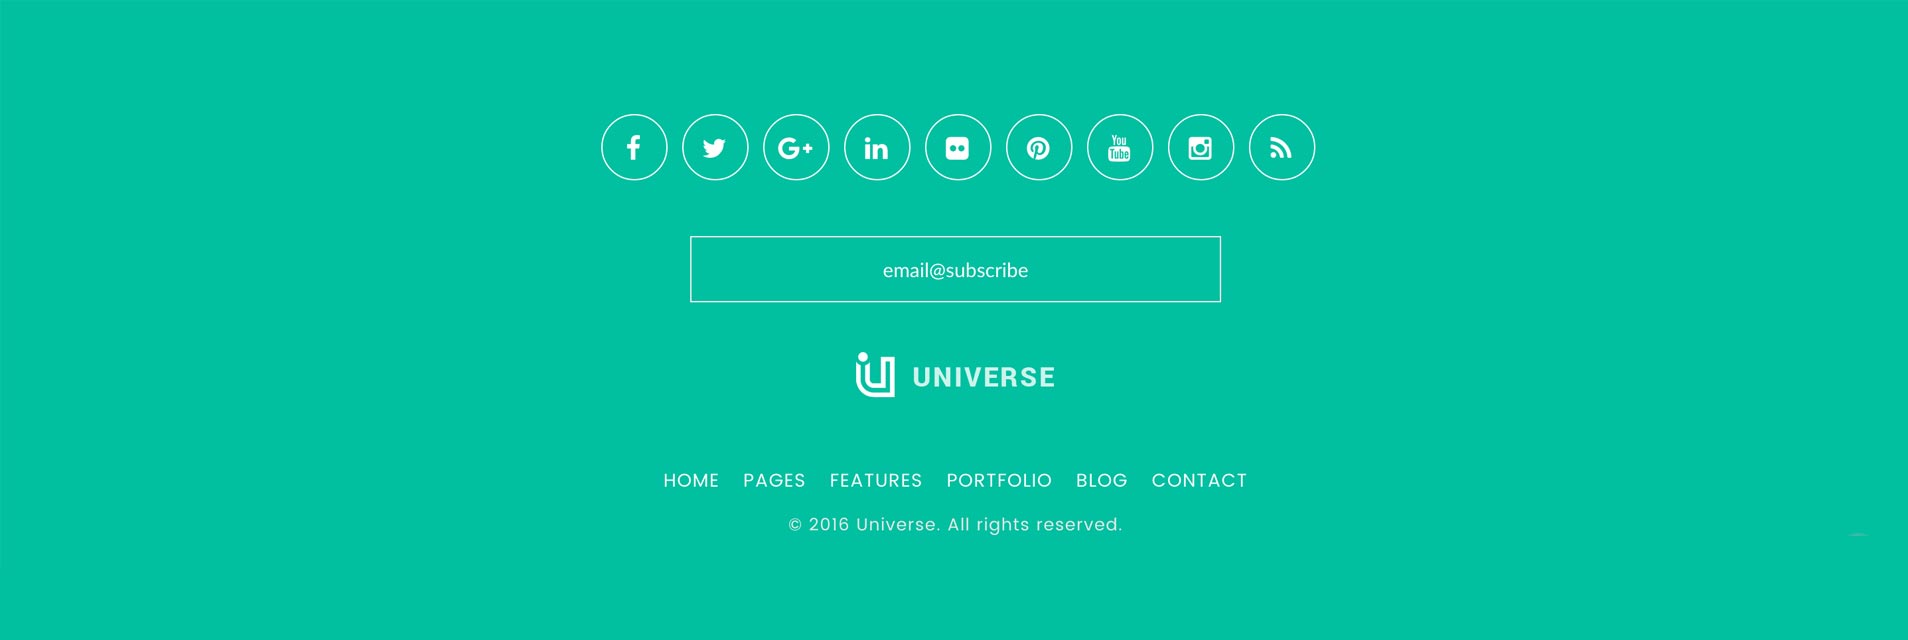 f G+ in You Tube
email@subscribe
UNIVERSE
HOME PAGES FEATURES PORTFOLIO BLOG CONTACT
© 2016 Universe. All rights reserved.